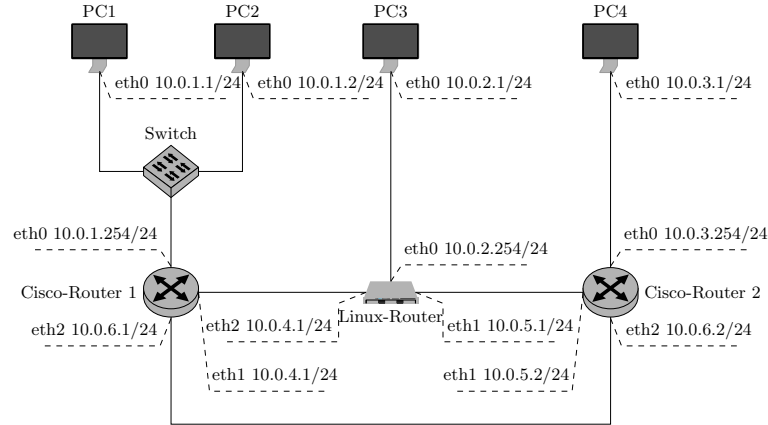 PC1
PC2
PC3
PC4
eth0 10.0.1.1/24
eth0 10.0.1.2/24
eth0 10.0.2.1/24
eth0 10.0.3.1/24
Switch
eth0 10.0.1.254/24
eth0 10.0.2.254/24
eth0 10.0.3.254/24
Cisco-Router 1
Linux-Router
Cisco-Router 2
eth2 10.0.6.1/24
eth2 10.0.4.1/24
eth1 10.0.5.1/24
eth2 10.0.6.2/24
eth1 10.0.4.1/24
eth1 10.0.5.2/24